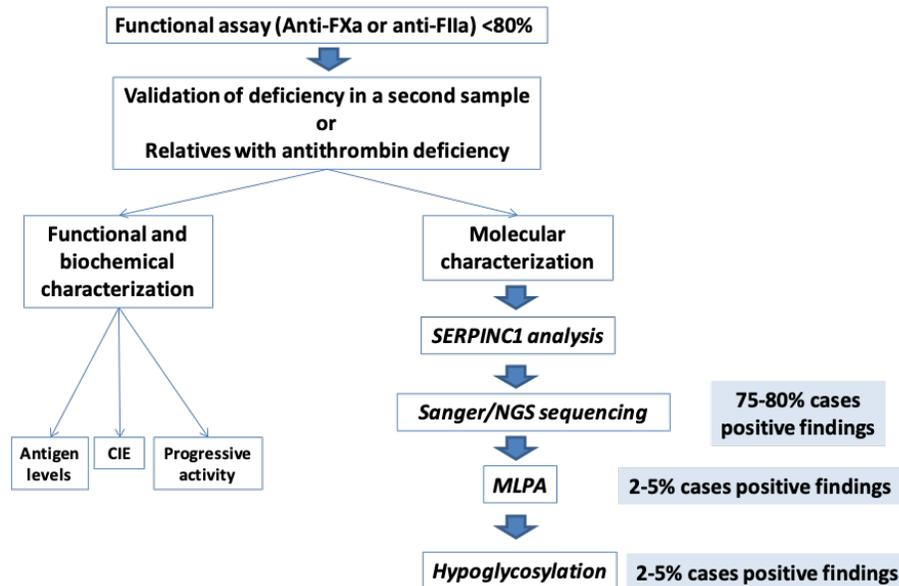 Functional assay (Anti-FXa or anti-FIIa) <80%
Validation of deficiency in a second sample
or
Relatives with antithrombin deficiency
Functional and
biochemical
characterization
Molecular
characterization
SERPINC1 analysis
Sanger/NGS sequencing
75-80% cases
positive findings
Antigen
levels
CIE
Progressive
activity
MLPA
2-5% cases positive findings
Hypoglycosylation
2-5% cases positive findings